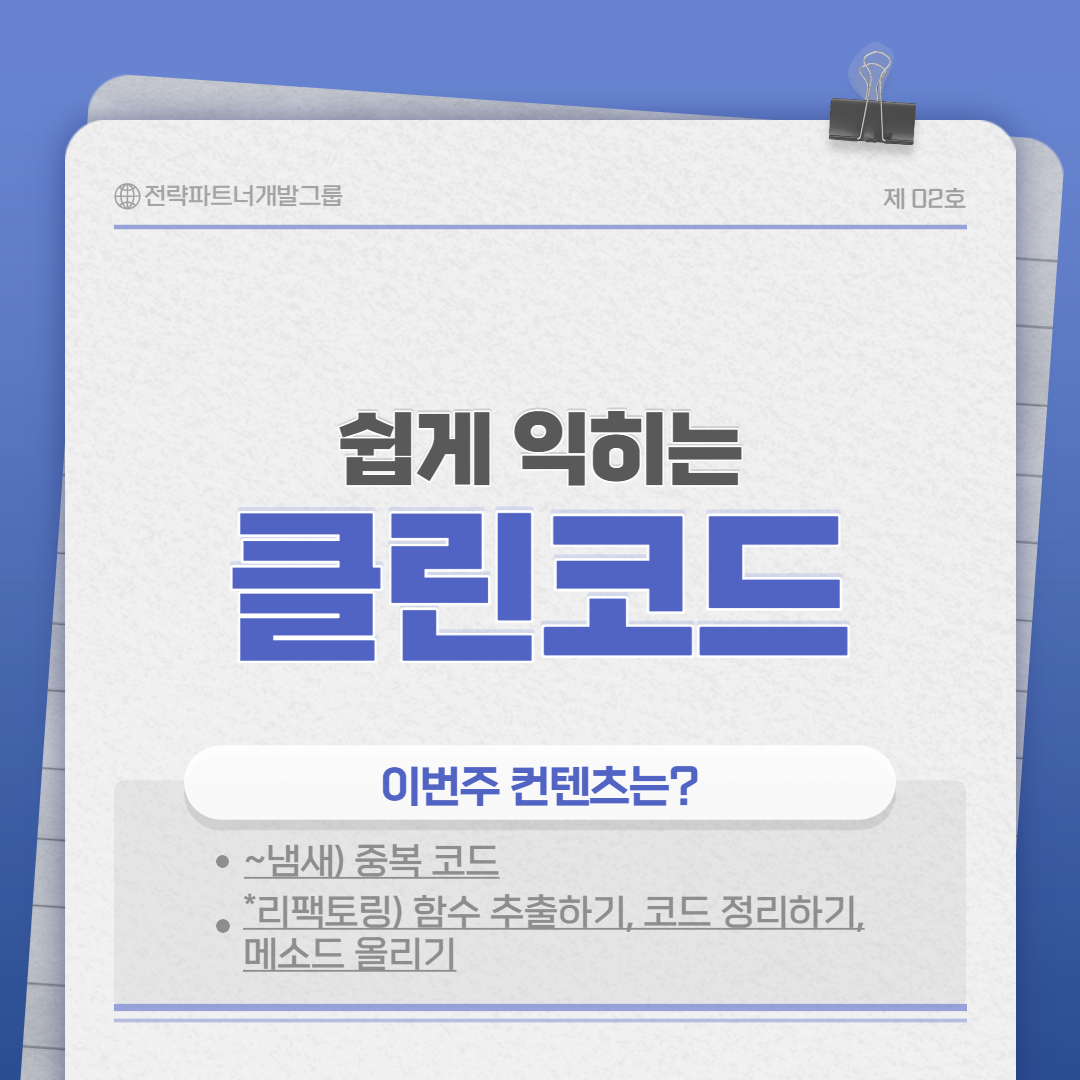 전략파트너개발그룹
제 02호
쉽게 익히는
클린코드
이번주 컨텐츠는?
• ~냄새) 중복 코드
• *리팩토링) 함수 추출하기, 코드 정리하기,
메소드 올리기